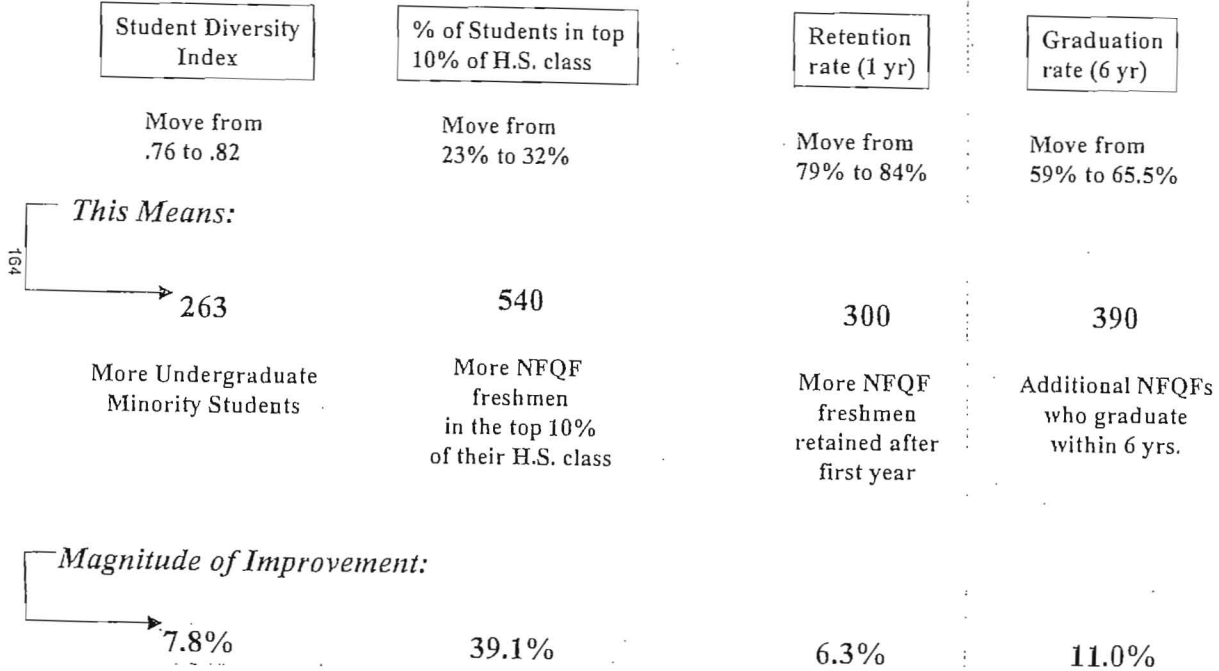 Student Diversity
Index
% of Students in top
10% of H.S. class
Retention
rate (1 yr)
Graduation
rate (6 yr)
Move from
.76 to .82
Move from
23% to 32%
Move from
79% to 84%
Move from
59% to 65.5%
This Means:
164
263
540
300
390
More Undergraduate
Minority Students
More NFQF
freshmen
in the top 10%
of their H.S. class
More NFQF
freshmen
retained after
first year
Additional NFQFs
who graduate
within 6 yrs.
Magnitude of Improvement:
7.8%
39.1%
6.3%
11.0%